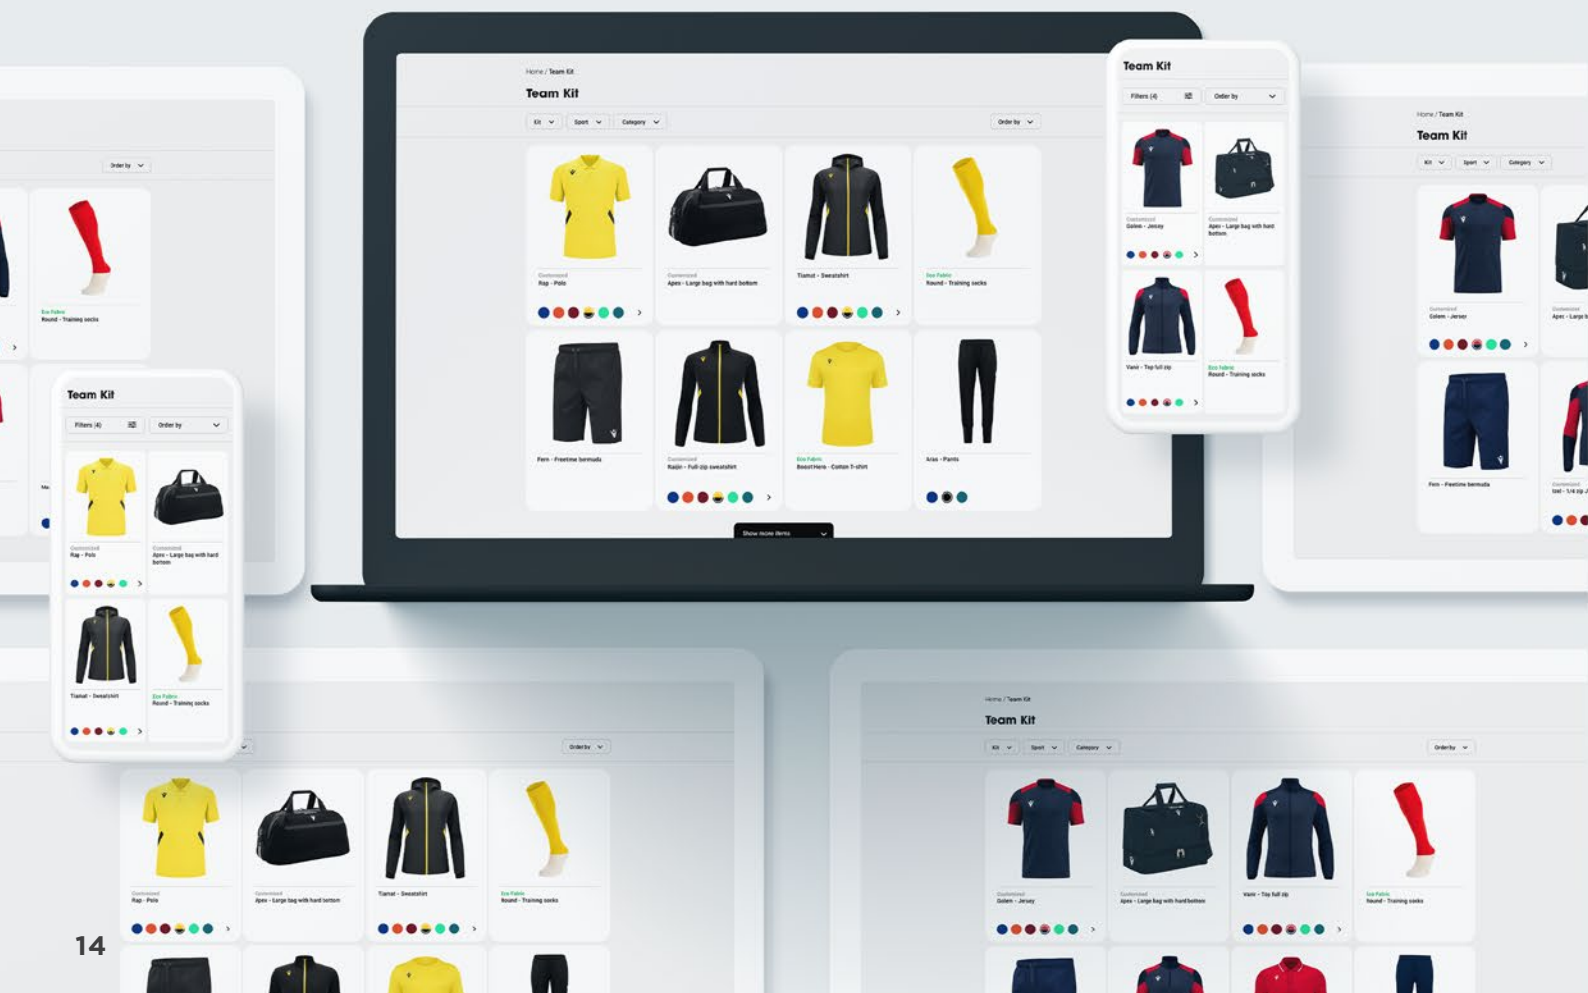 Order by
Eco Fabric
Round - Training socks
Team Kit
Filters (4)
Order by
Customized
Rap - Polo
Customized
Apex - Large bag with hard
bottom
Tiamat - Sweatshirt
Eco Fabric
Round - Training socks
Home / Team Kit
Team Kit
Kit
Sport
Category
Order by
Customized
Rap - Polo
Customized
Apex - Large bag with hard bottom
Tiamat - Sweatshirt
Eco Fabric
Round - Training socks
Fern - Freetime bermuda
Customized
Raijin - Full-zip sweatshirt
Eco Fabric
Boost Hero - Cotton T-shirt
Aras - Pants
Show more items
Team Kit
Filters (4)
Order by
Customized
Golem - Jersey
Customized
Apex - Large bag with hard
bottom
Vanir - Top full zip
Eco Fabric
Round - Training socks
Home / Team Kit
Team Kit
Kit
Sport
Category
Customized
Golem - Jersey
Customized
Apex - Large b
Fern - Freetime bermuda
Customized
Order by
Customized
Rap - Polo
Customized
Apex - Large bag with hard bottom
Tiamat - Sweatshirt
Eco Fabric
Round - Training socks
Home / Team Kit
Team Kit
Kit
Sport
Category
Order by
Customized
Golem - Jersey
Customized
Apex - Large bag with hard bottom
Vanir - Top full zip
Eco Fabric
Round - Training socks
14